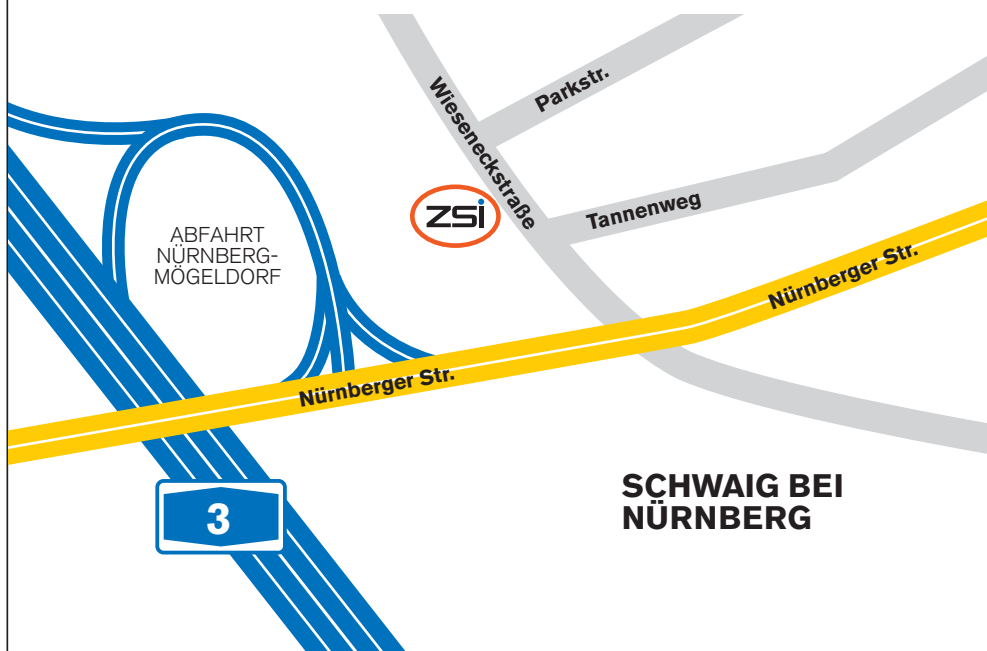 Parkstr.
Wieseneckstraße
zsi
Tannenweg
ABFAHRT
NÜRNBERG-
MÖGELDORF
Nürnberger Str.
Nürnberger Str.
SCHWAIG BEI
NÜRNBERG
3